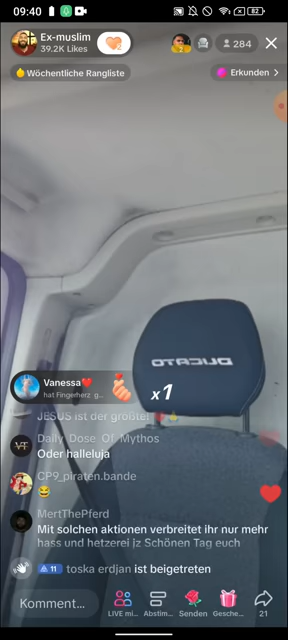 09:40
82
Ex-muslim
39.2K Likes
284
Wöchentliche Rangliste
Erkunden >
DUCATO
Vanessa❤️
hat Fingerherz g...
x1
JESUS ist der größte!
Daily_Dose_Of_Mythos
Oder halleluja
CP9_piraten.bande
😂
MertThePferd
Mit solchen aktionen verbreitet ihr nur mehr
hass und hetzerei jz Schönen Tag euch
11 toska erdjan ist beigetreten
Komment...
LIVE mi...
Abstim...
Senden
Gesche...
21